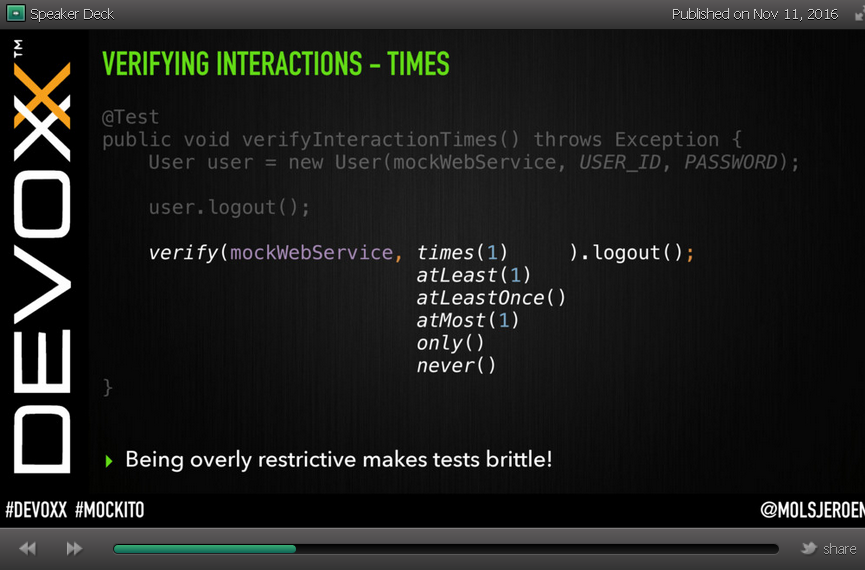 Speaker Deck
Published on Nov 11, 2016
DEVOXX™
VERIFYING INTERACTIONS - TIMES
@Test
public void verifyInteractionTimes() throws Exception {
User user = new User(mockWebService, USER_ID, PASSWORD);
user.logout();
verify(mockWebService, times(1) ).logout();
atLeast(1)
atLeastOnce()
atMost(1)
only()
never()
}
Being overly restrictive makes tests brittle!
#DEVOXX #MOCKITO
@MOLSJEROEN
share